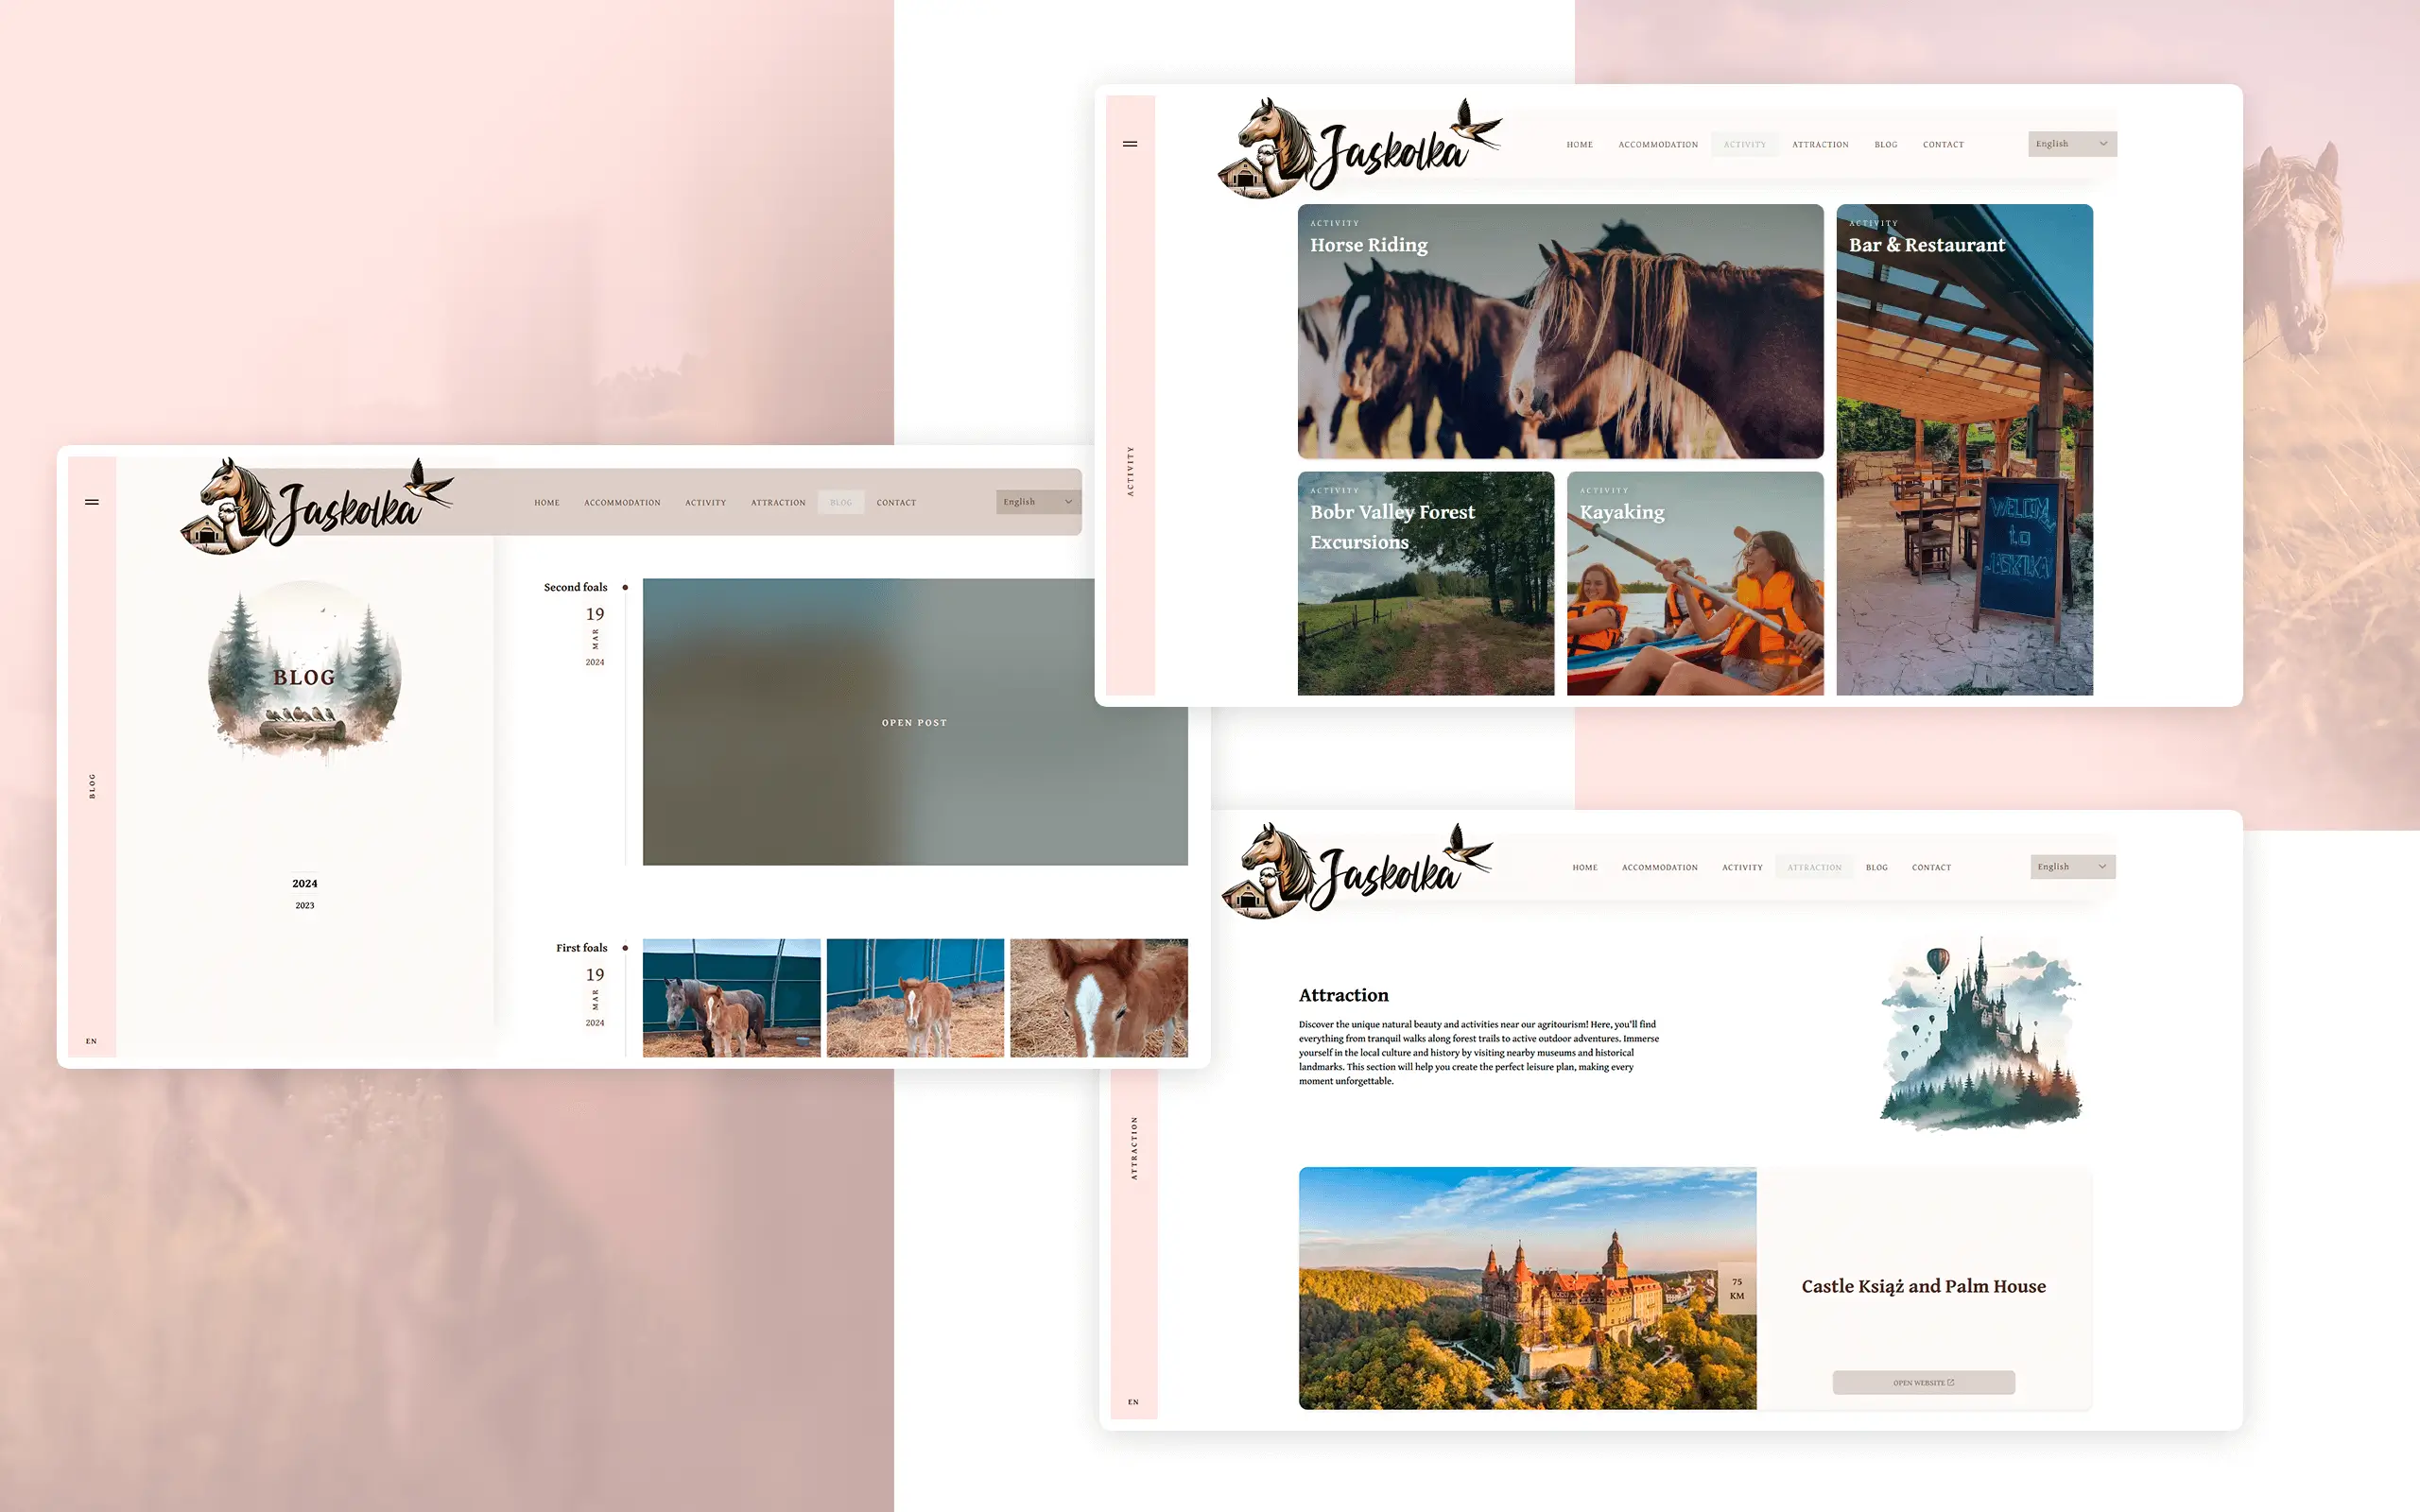 Jaskolka
HOME ACCOMMODATION ACTIVITY ATTRACTION BLOG CONTACT
English
ACTIVITY
ACTIVITY
Horse Riding
ACTIVITY
Bar & Restaurant
WELCOM
to
JASKOLKA
ACTIVITY
Bobr Valley Forest
Excursions
ACTIVITY
Kayaking
Jaskolka
HOME ACCOMMODATION ACTIVITY ATTRACTION BLOG CONTACT
English
BLOG
EN
BLOG
2024
2023
Second foals
19
MAR
2024
OPEN POST
First foals
19
MAR
2024
Jaskolka
HOME ACCOMMODATION ACTIVITY ATTRACTION BLOG CONTACT
English
ATTRACTION
EN
Attraction
Discover the unique natural beauty and activities near our agritourism! Here, you'll find
everything from tranquil walks along forest trails to active outdoor adventures. Immerse
yourself in the local culture and history by visiting nearby museums and historical
landmarks. This section will help you create the perfect leisure plan, making every
moment unforgettable.
75
KM
Castle Książ and Palm House
OPEN WEBSITE